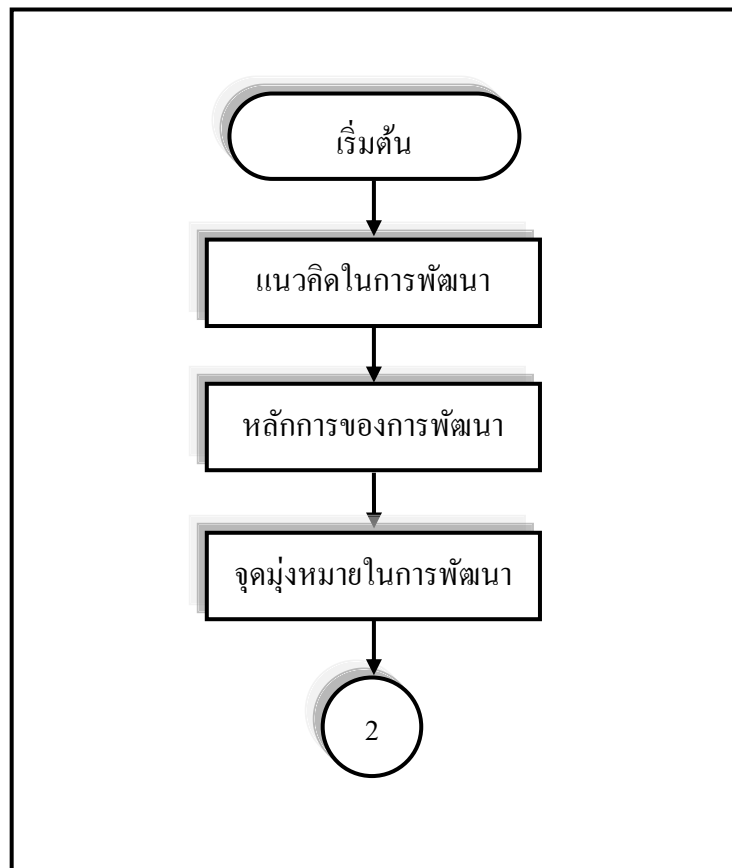 เริ่มต้น
แนวคิดในการพัฒนา
หลักการของการพัฒนา
จุดมุ่งหมายในการพัฒนา
2